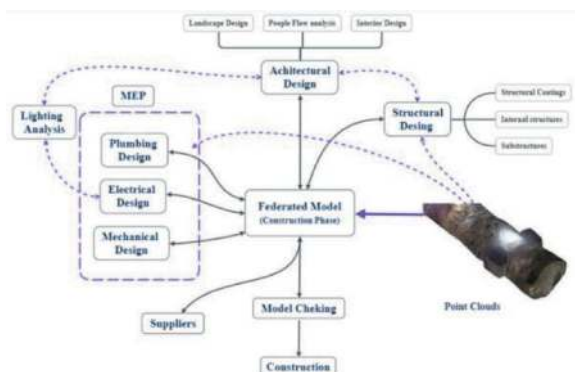 Landscape Design
People Flow analysis
Interior Design
Achitectural
Design
MEP
Lighting
Analysis
Plumbing
Design
Electrical
Design
Mechanical
Design
Structural
Desing
Structural Coatings
Internal structures
Substructures
Federated Model
(Construction Phase)
Point Clouds
Suppliers
Model Cheking
Construction